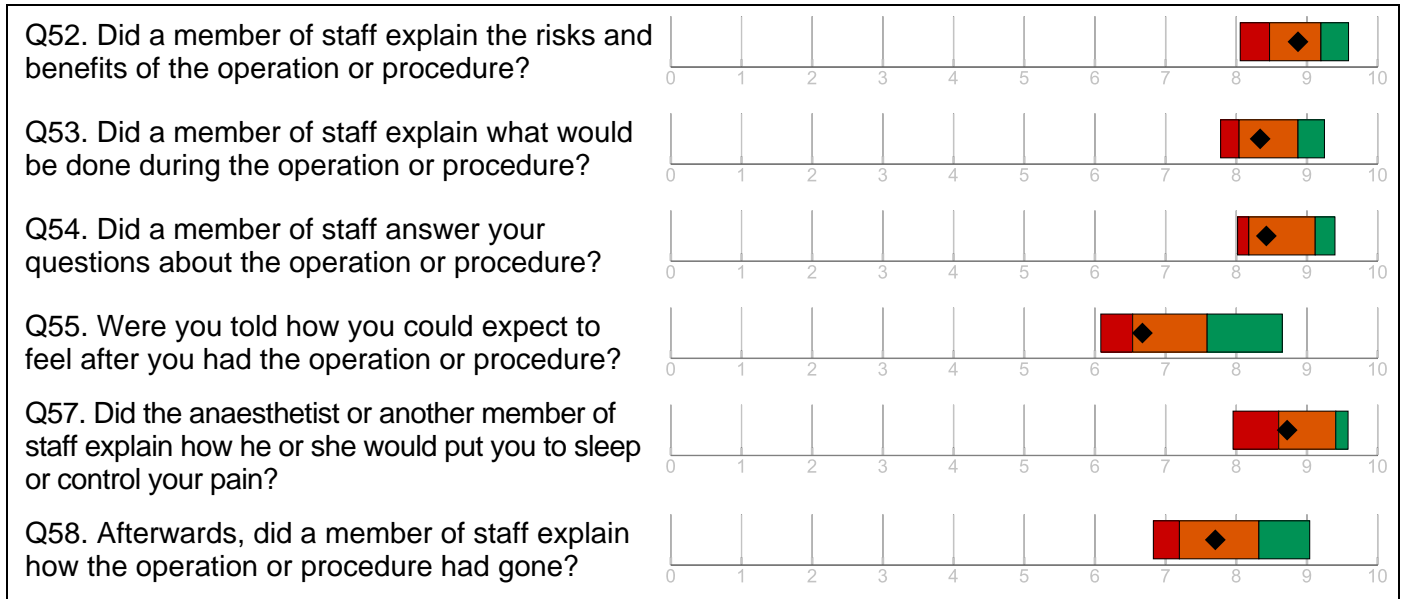 Q52. Did a member of staff explain the risks and
benefits of the operation or procedure?
0 1 2 3 4 5 6 7 8 9 10
Q53. Did a member of staff explain what would
be done during the operation or procedure?
0 1 2 3 4 5 6 7 8 9 10
Q54. Did a member of staff answer your
questions about the operation or procedure?
0 1 2 3 4 5 6 7 8 9 10
Q55. Were you told how you could expect to
feel after you had the operation or procedure?
0 1 2 3 4 5 6 7 8 9 10
Q57. Did the anaesthetist or another member of
staff explain how he or she would put you to sleep
or control your pain?
0 1 2 3 4 5 6 7 8 9 10
Q58. Afterwards, did a member of staff explain
how the operation or procedure had gone?
0 1 2 3 4 5 6 7 8 9 10